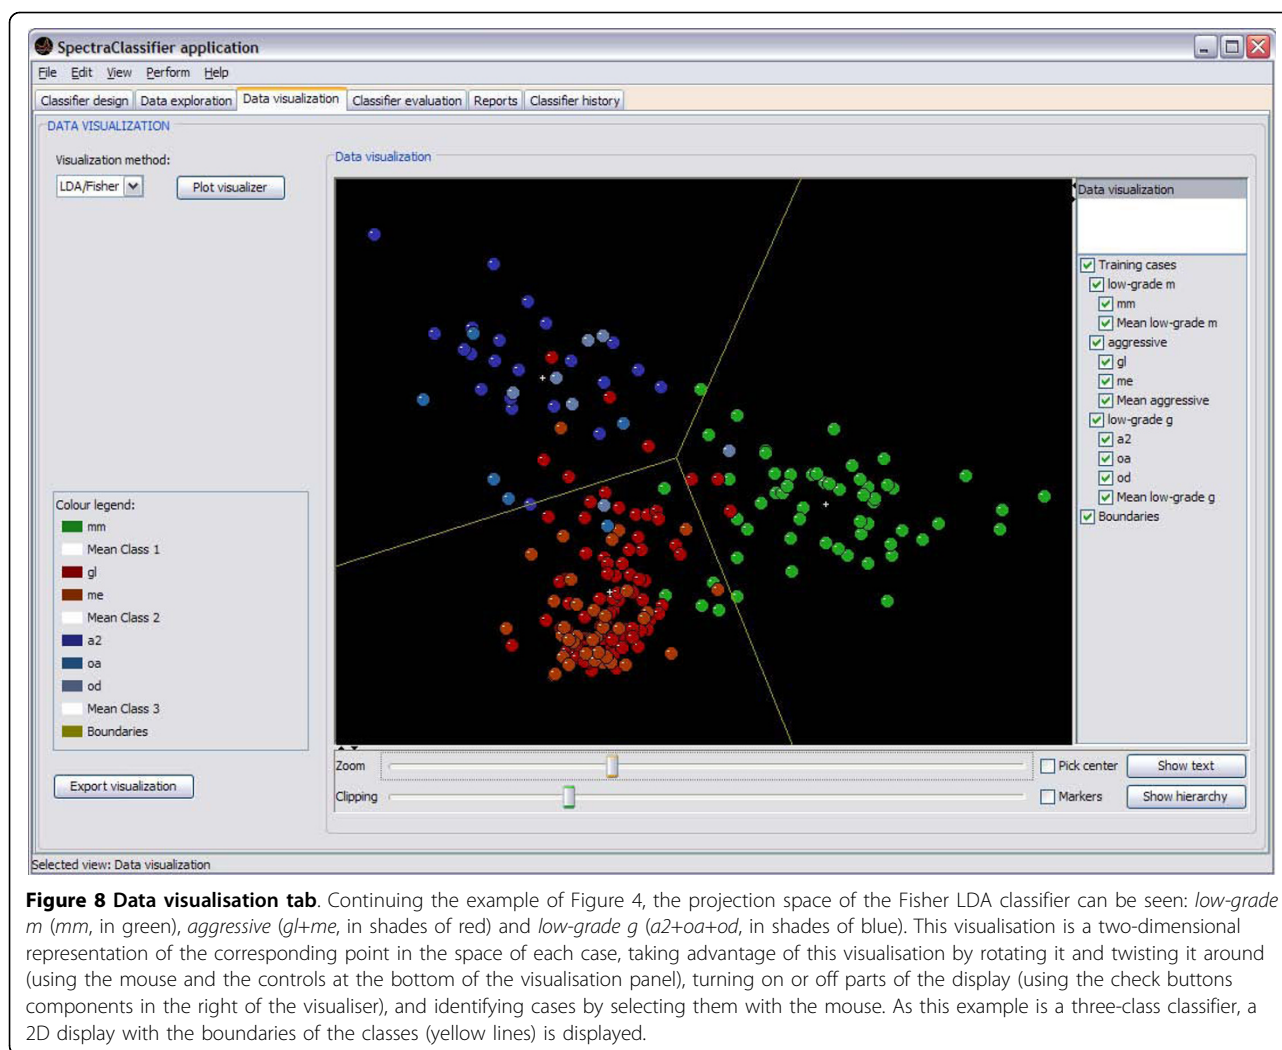 SpectraClassifier application
File Edit View Perform Help
Classifier design Data exploration Data visualization Classifier evaluation Reports Classifier history
DATA VISUALIZATION
Visualization method:
LDA/Fisher
Plot visualizer
Data visualization
Data visualization
Training cases
low-grade m
mm
Mean low-grade m
aggressive
gl
me
Mean aggressive
low-grade g
a2
oa
od
Mean low-grade g
Boundaries
Colour legend:
mm
Mean Class 1
gl
me
Mean Class 2
a2
oa
od
Mean Class 3
Boundaries
Export visualization
Zoom
Pick center
Show text
Clipping
Markers
Show hierarchy
Selected view: Data visualization
Figure 8 Data visualisation tab. Continuing the example of Figure 4, the projection space of the Fisher LDA classifier can be seen: low-grade
m (mm, in green), aggressive (gl+me, in shades of red) and low-grade g (a2+oa+od, in shades of blue). This visualisation is a two-dimensional
representation of the corresponding point in the space of each case, taking advantage of this visualisation by rotating it and twisting it around
(using the mouse and the controls at the bottom of the visualisation panel), turning on or off parts of the display (using the check buttons
components in the right of the visualiser), and identifying cases by selecting them with the mouse. As this example is a three-class classifier, a
2D display with the boundaries of the classes (yellow lines) is displayed.